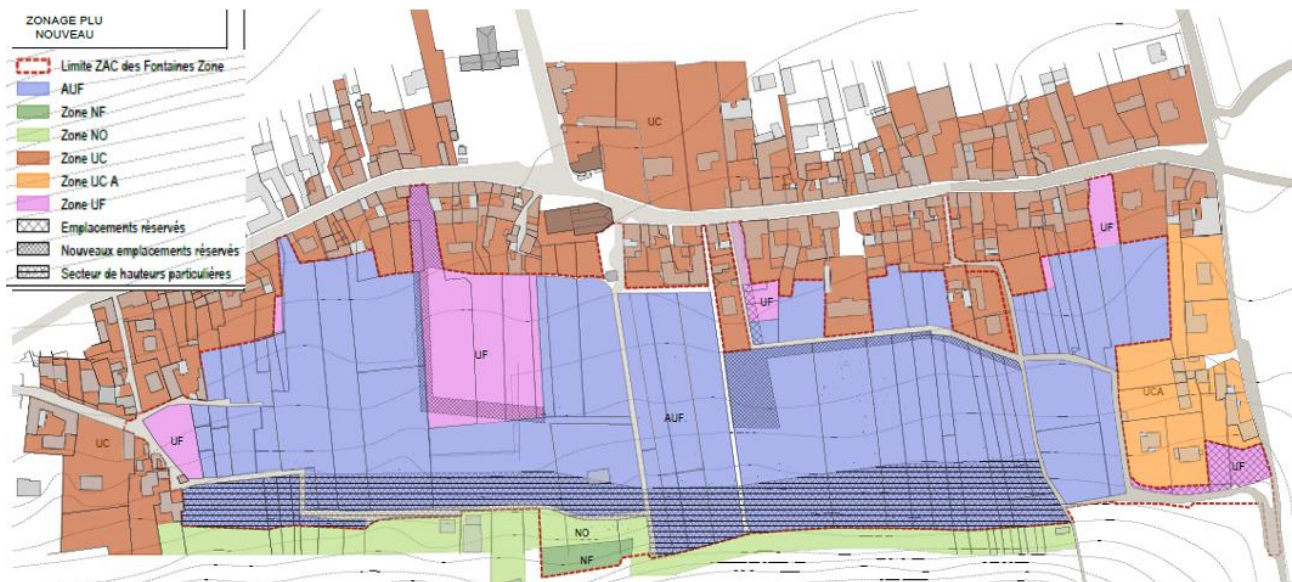 ZONAGE PLU
NOUVEAU
Limite ZAC des Fontaines Zone
AUF
Zone NF
Zone NO
Zone UC
Zone UC A
Zone UF
Emplacements réservés
Nouveaux emplacements réservés
Secteur de hauteurs particulières
UC
UF
UF
UF
AUF.
UCA
UC
UF
UF
NO
NF